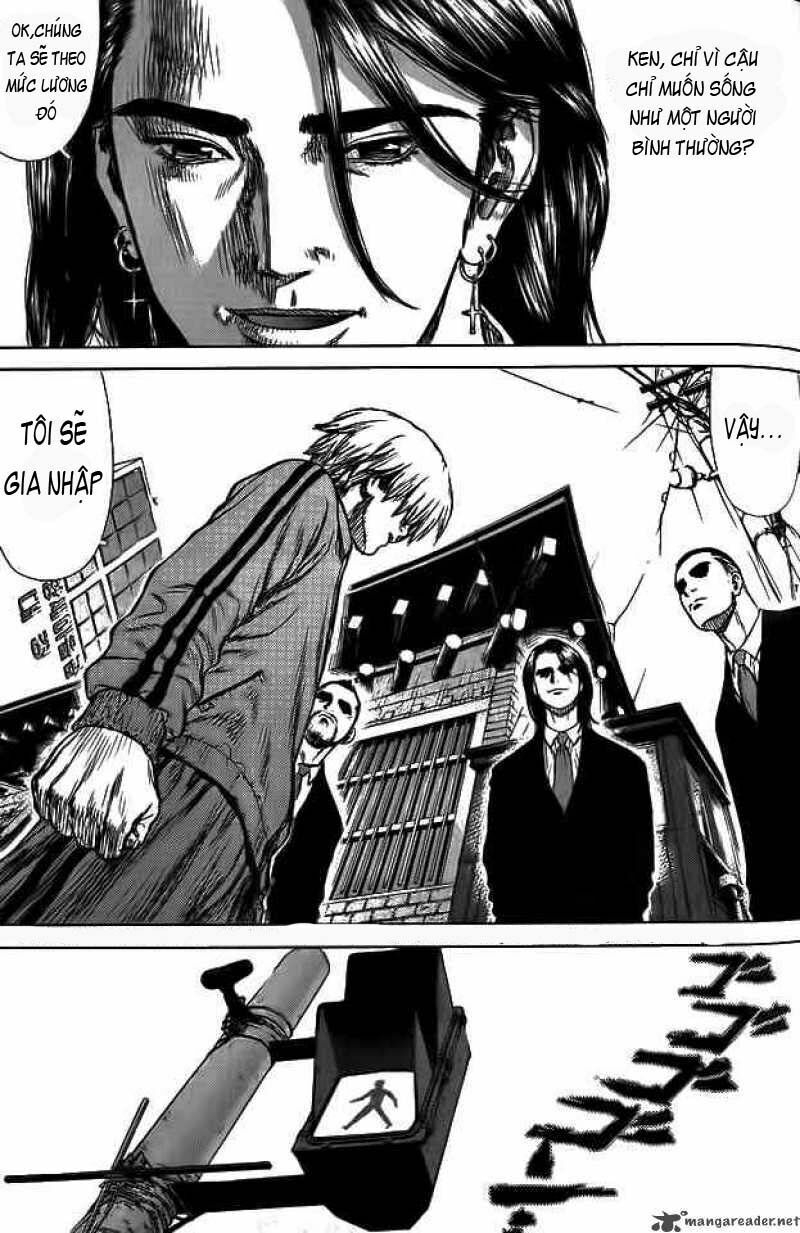 KEN, CHỈ VÌ CẬU
CHỈ MUỐN SỐNG
NHƯ MỘT NGƯỜI
BÌNH THƯỜNG?
OK,CHÚNG
TA SẼ THEO
MỨC LƯƠNG
ĐÓ
VẬY...
TÔI SẼ
GIA NHẬP
ゴゴゴゴ
mangareader.net